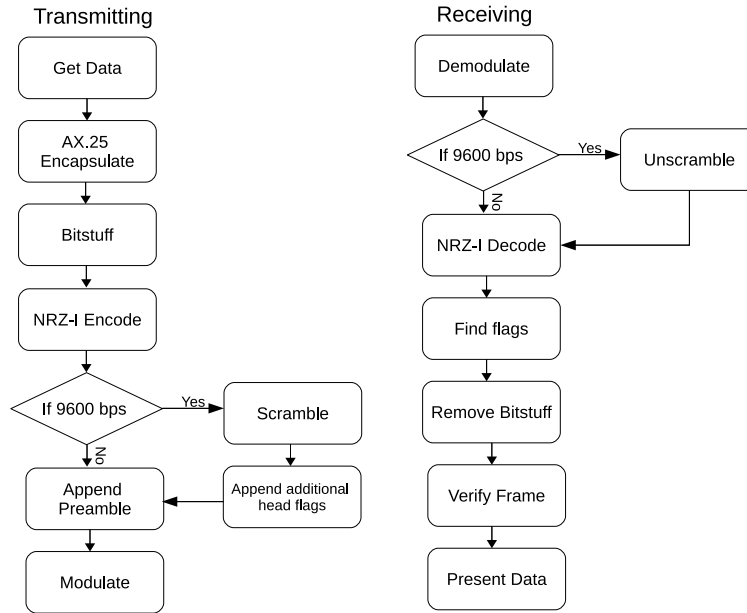 Transmitting
Get Data
AX.25
Encapsulate
Bitstuff
NRZ-I Encode
If 9600 bps
Yes
No
Scramble
Append additional
head flags
Append
Preamble
Modulate
Receiving
Demodulate
If 9600 bps
Yes
No
Unscramble
NRZ-I Decode
Find flags
Remove Bitstuff
Verify Frame
Present Data